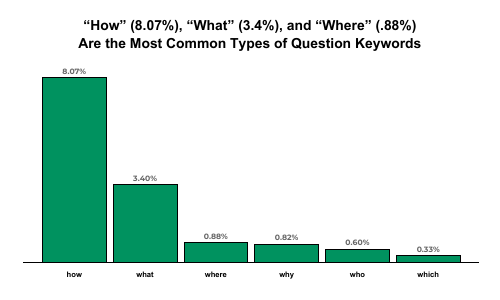 “How” (8.07%), “What” (3.4%), and “Where” (.88%)
Are the Most Common Types of Question Keywords
8.07%
3.40%
0.88%
0.82%
0.60%
0.33%
how
what
where
why
who
which